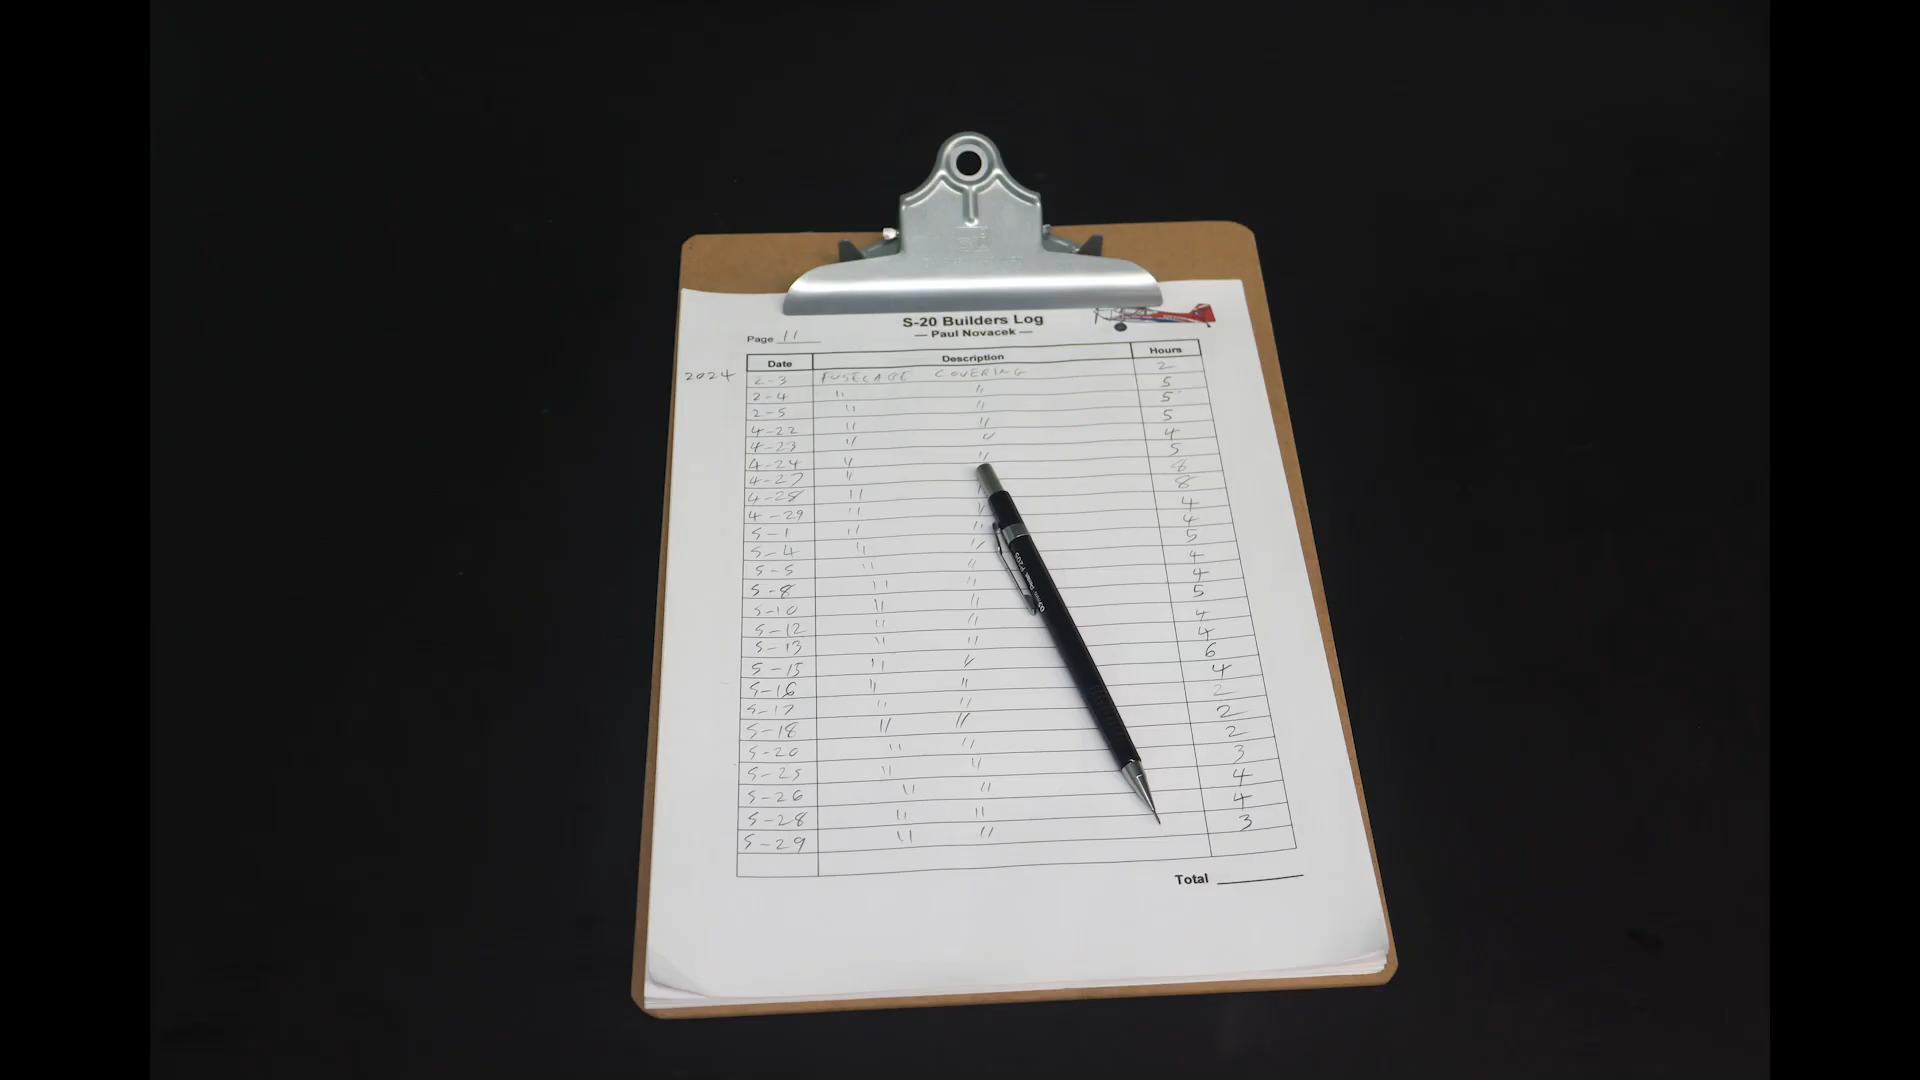 S-20 Builders Log
— Paul Novacek —
Page 11
Date Description Hours
2024 2-3 FUSELAGE COVERING 2
2-4 " " 5
2-5 " " 5
4-22 " " 5
4-23 " " 4
4-24 " " 5
4-27 " " 8
4-28 " " 8
4-29 " " 4
5-1 " " 4
5-4 " " 5
5-5 " " 4
5-8 " " 4
5-10 " " 5
5-12 " " 4
5-13 " " 4
5-15 " " 6
5-16 " " 4
5-17 " " 2
5-18 " " 2
5-20 " " 2
5-25 " " 3
5-26 " " 4
5-28 " " 4
5-29 " " 3
Total
Pentel P205